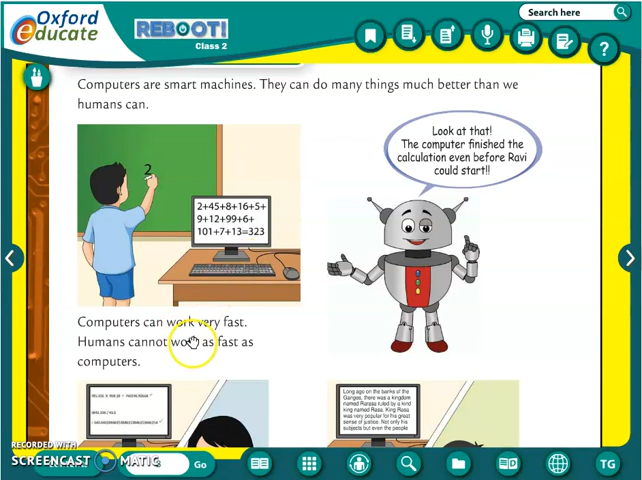 Oxford
educate
REBOOT!
Class 2
Search here
?
Computers are smart machines. They can do many things much better than we
humans can.
2
2+45+8+16+5+
9+12+99+6+
101+7+13=323
Look at that!
The computer finished the
calculation even before Ravi
could start!!
Computers can work very fast.
Humans cannot work as fast as
computers.
Long ago on the banks of the
Ganges, there was a kingdom
named Ratasa ruled by a kind
king named Rasa. King Rasa
was very popular for his great
sense of justice. Not only his
subjects but even the people
RECORDED WITH
SCREENCAST MATIC
Go
TG